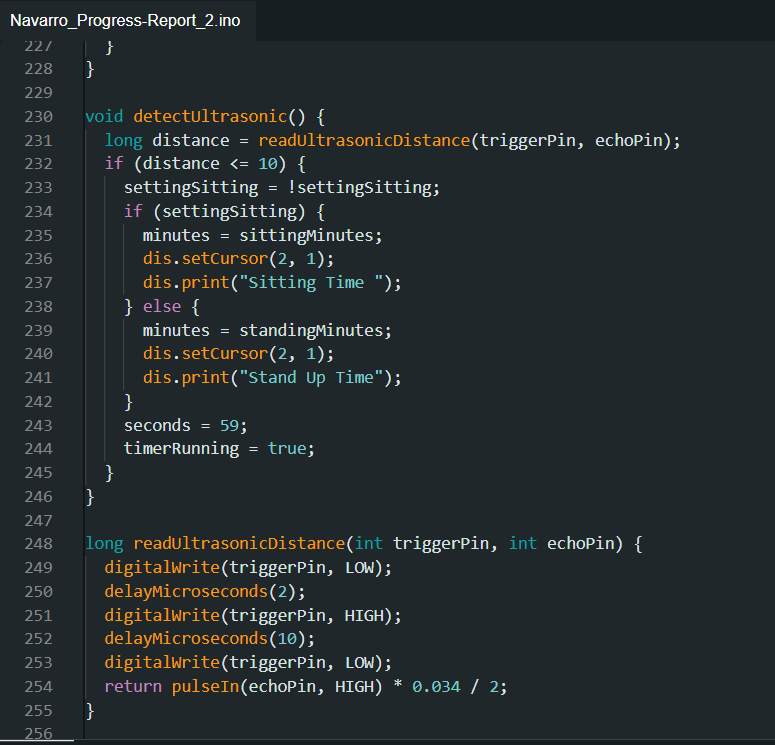 Navarro_Progress-Report_2.ino
227 }
228 }
229
230 void detectUltrasonic() {
231 long distance = readUltrasonicDistance(triggerPin, echoPin);
232 if (distance <= 10) {
233 settingSitting = !settingSitting;
234 if (settingSitting) {
235 minutes = sittingMinutes;
236 dis.setCursor(2, 1);
237 dis.print("Sitting Time ");
238 } else {
239 minutes = standingMinutes;
240 dis.setCursor(2, 1);
241 dis.print("Stand Up Time");
242 }
243 seconds = 59;
244 timerRunning = true;
245 }
246 }
247
248 long readUltrasonicDistance(int triggerPin, int echoPin) {
249 digitalWrite(triggerPin, LOW);
250 delayMicroseconds(2);
251 digitalWrite(triggerPin, HIGH);
252 delayMicroseconds(10);
253 digitalWrite(triggerPin, LOW);
254 return pulseIn(echoPin, HIGH) * 0.034 / 2;
255 }
256